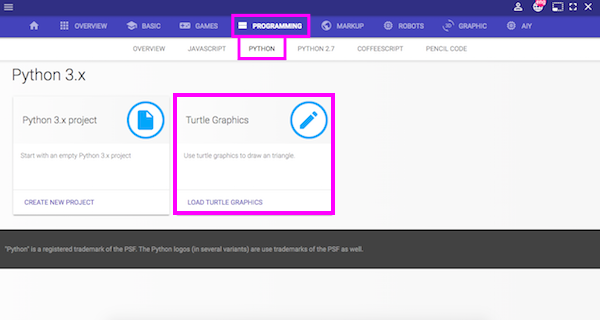 OVERVIEW BASIC GAMES PROGRAMMING MARKUP ROBOTS GRAPHIC AIY
OVERVIEW JAVASCRIPT PYTHON PYTHON 2.7 COFFEESCRIPT PENCIL CODE
Python 3.x
Python 3.x project
Start with an empty Python 3.x project
CREATE NEW PROJECT
Turtle Graphics
Use turtle graphics to draw an triangle.
LOAD TURTLE GRAPHICS
"Python" is a registered trademark of the PSF. The Python logos (in several variants) are use trademarks of the PSF as well.